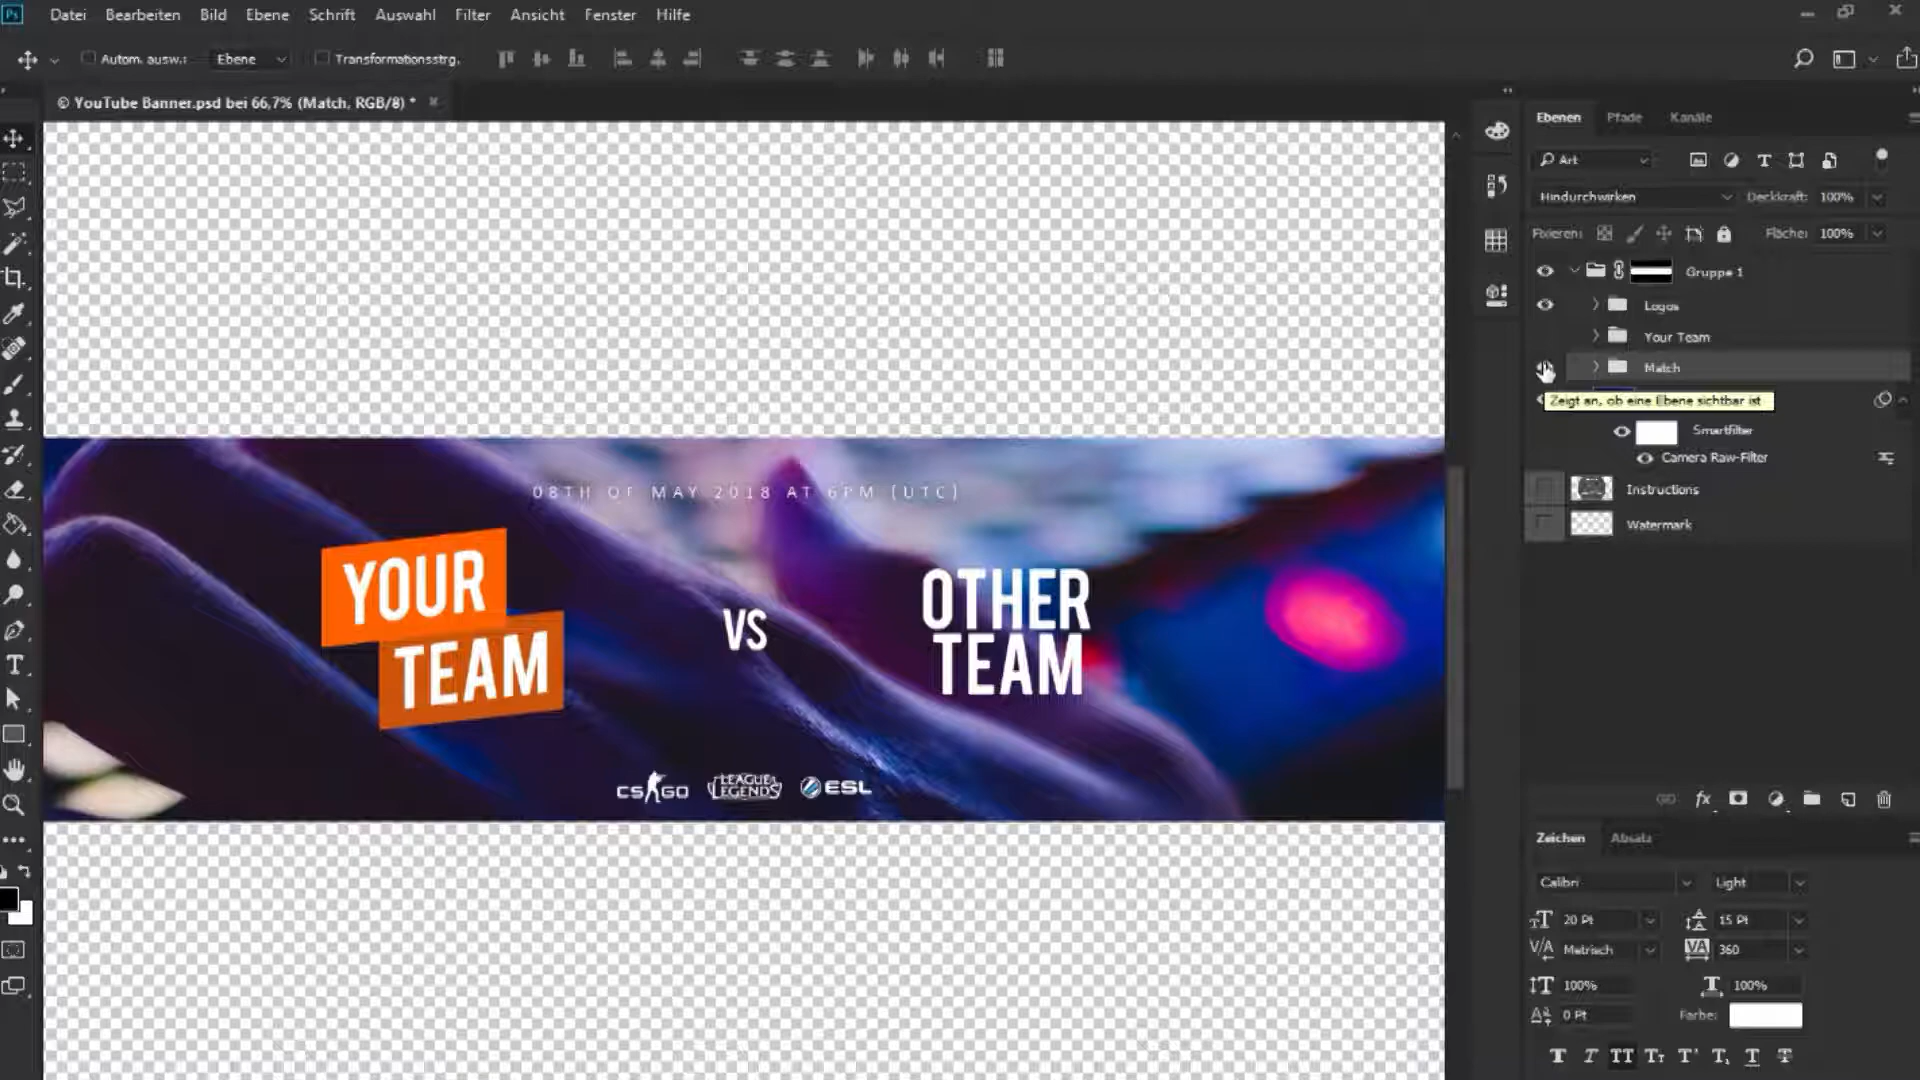 Ps Datei Bearbeiten Bild Ebene Schrift Auswahl Filter Ansicht Fenster Hilfe
Autom. ausw.: Ebene Transformationsstrg.
© YouTube Banner.psd bei 66,7% (Match, RGB/8) *
Ebenen Pfade Kanäle
Art
Hindurchwirken Deckkraft: 100%
Fixieren: Fläche: 100%
Gruppe 1
Logos
Your Team
Match
Zeigt an, ob eine Ebene sichtbar ist
Smartfilter
Camera Raw-Filter
Instructions
Watermark
08TH OF MAY 2018 AT 6PM (UTC)
YOUR
TEAM
VS
OTHER
TEAM
CS GO LEAGUE LEGENDS ESL
Zeichen Absatz
Calibri Light
20 Pt 15 Pt
Metrisch 360
100% 100%
0 Pt Farbe: